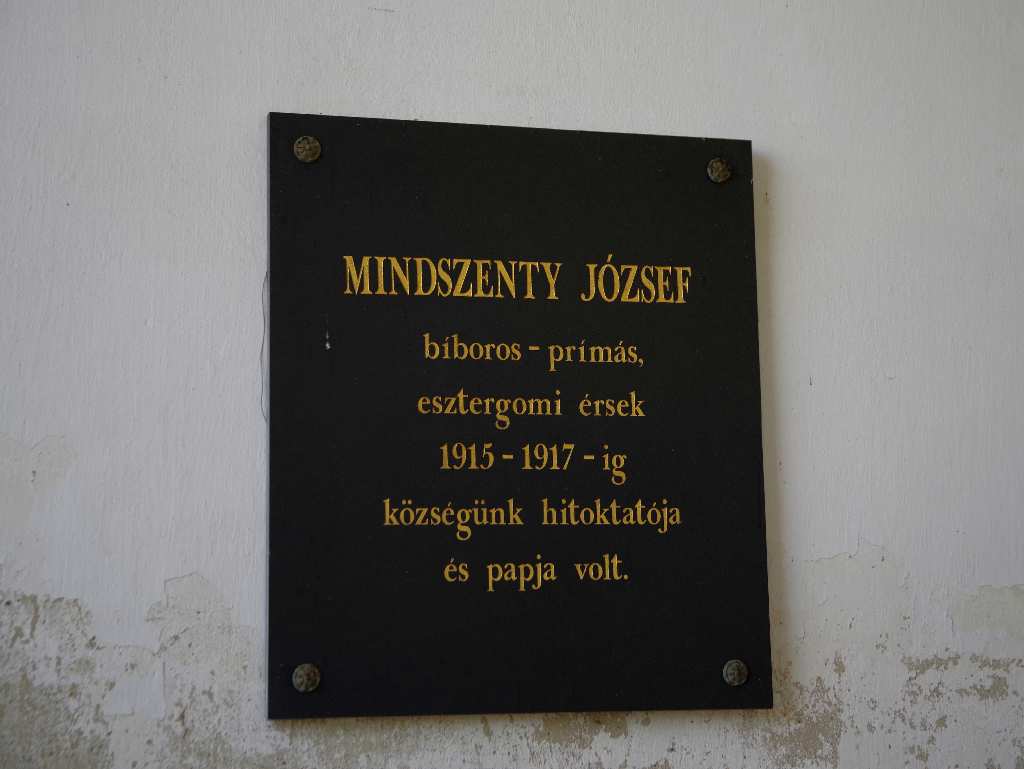 MINDSZENTY JÓZSEF
bíboros - prímás,
esztergomi érsek
1915 - 1917 - ig
községünk hitoktatója
és papja volt.